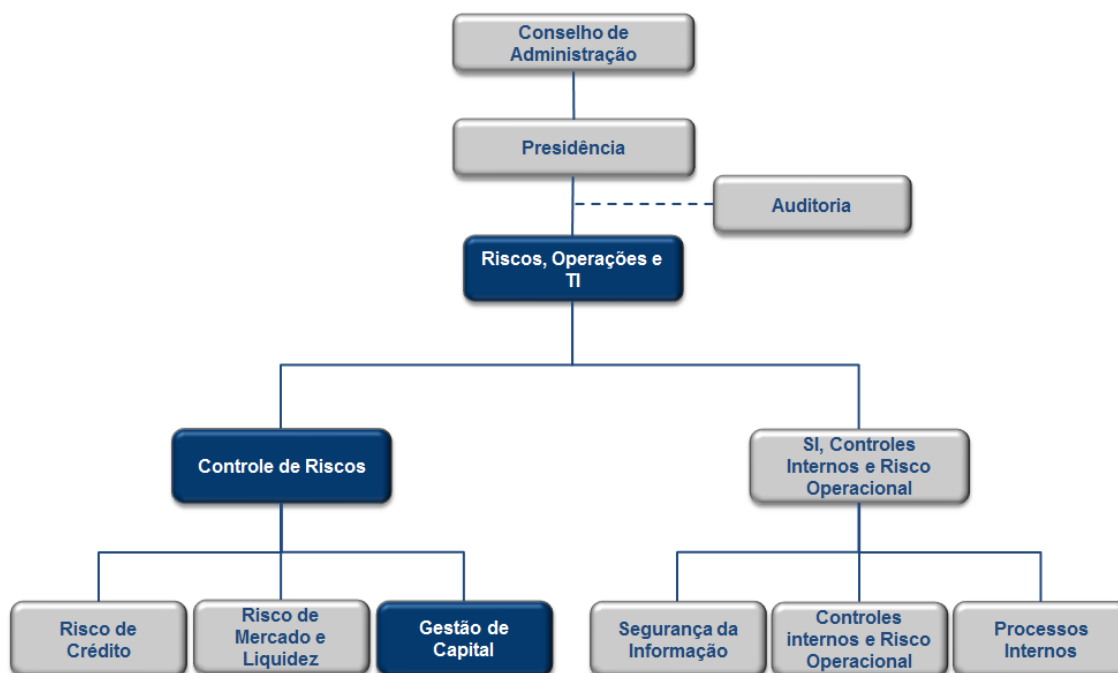 Conselho de
Administração
Presidência
Auditoria
Riscos, Operações e
TI
Controle de Riscos
SI, Controles
Internos e Risco
Operacional
Risco de
Crédito
Risco de
Mercado e
Liquidez
Gestão de
Capital
Segurança da
Informação
Controles
internos e Risco
Operacional
Processos
Internos